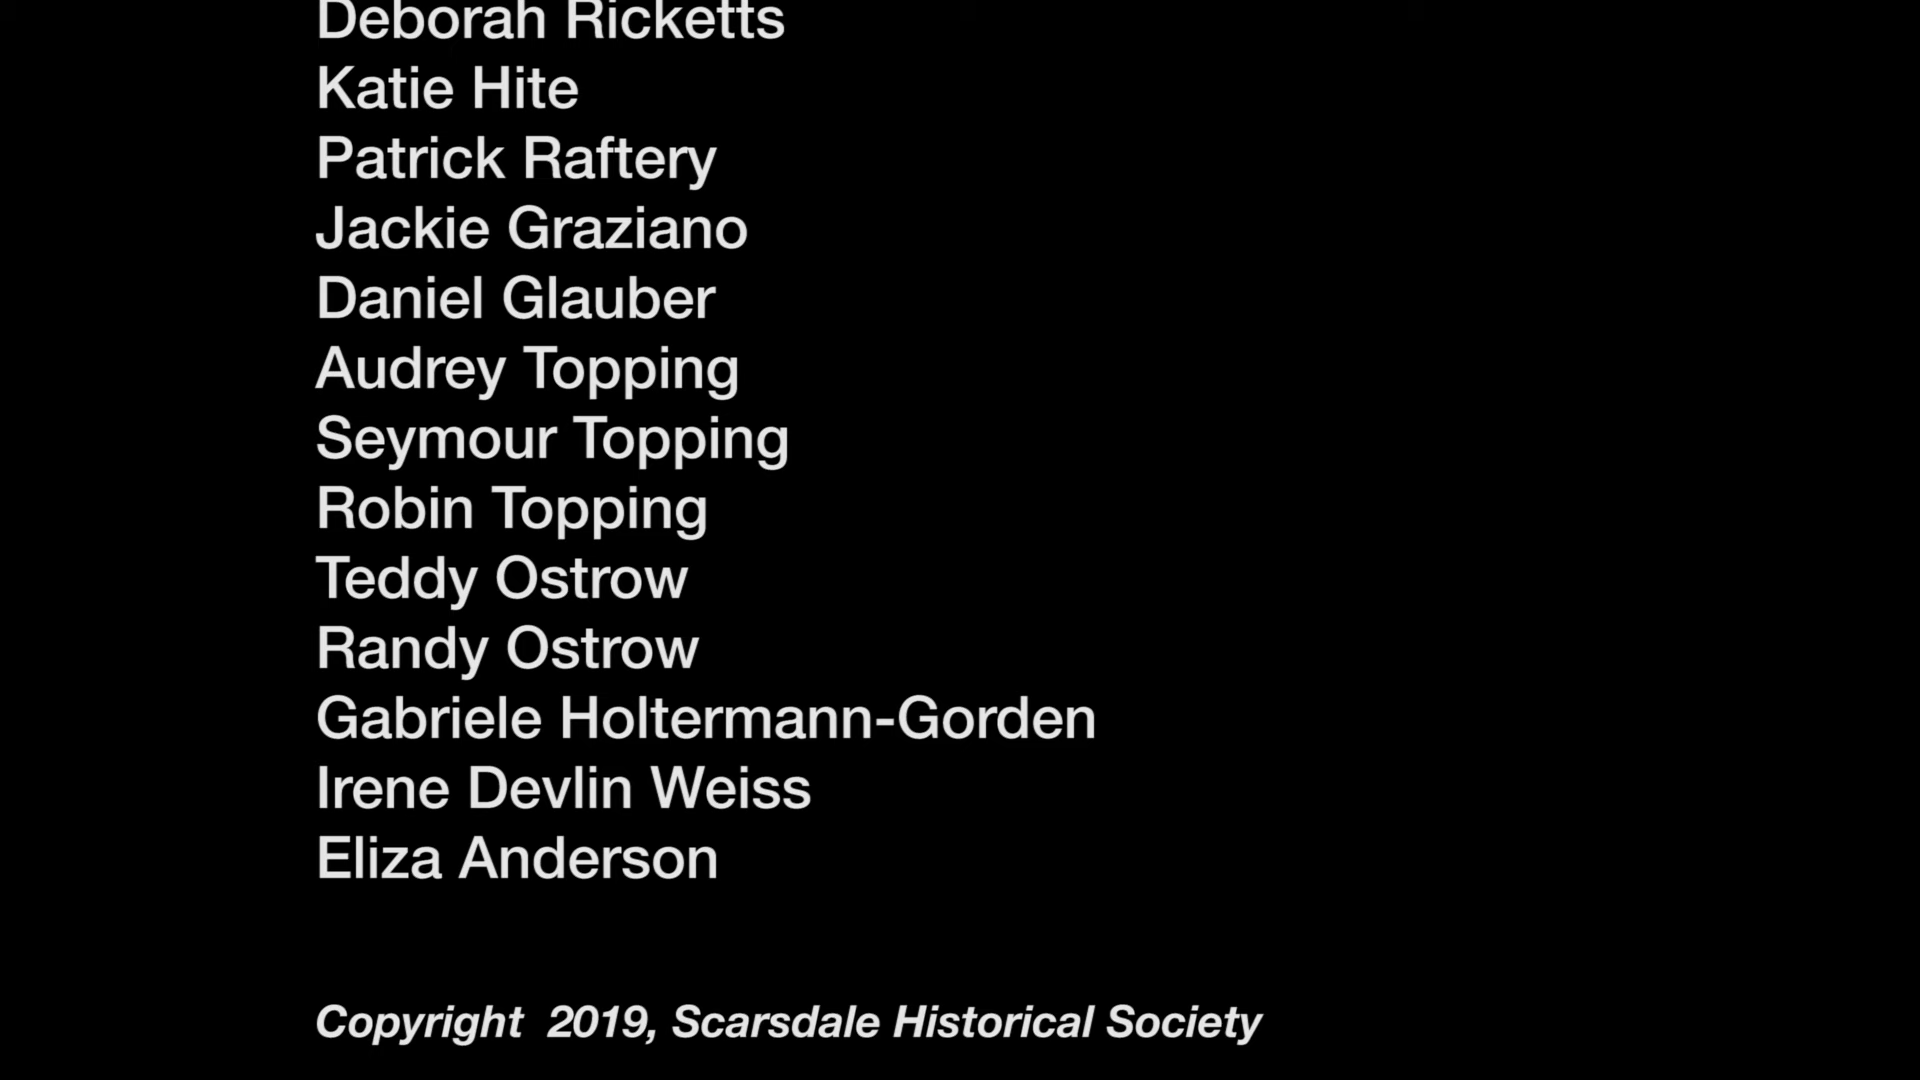 Deborah Ricketts
Katie Hite
Patrick Raftery
Jackie Graziano
Daniel Glauber
Audrey Topping
Seymour Topping
Robin Topping
Teddy Ostrow
Randy Ostrow
Gabriele Holtermann-Gorden
Irene Devlin Weiss
Eliza Anderson
Copyright 2019, Scarsdale Historical Society